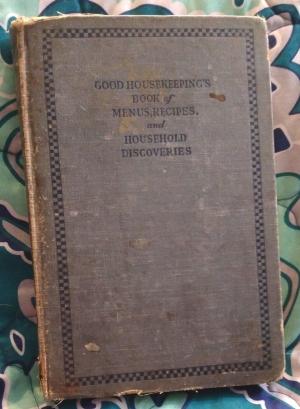 GOOD HOUSEKEEPING'S
BOOK of
MENUS, RECIPES,
and
HOUSEHOLD
DISCOVERIES